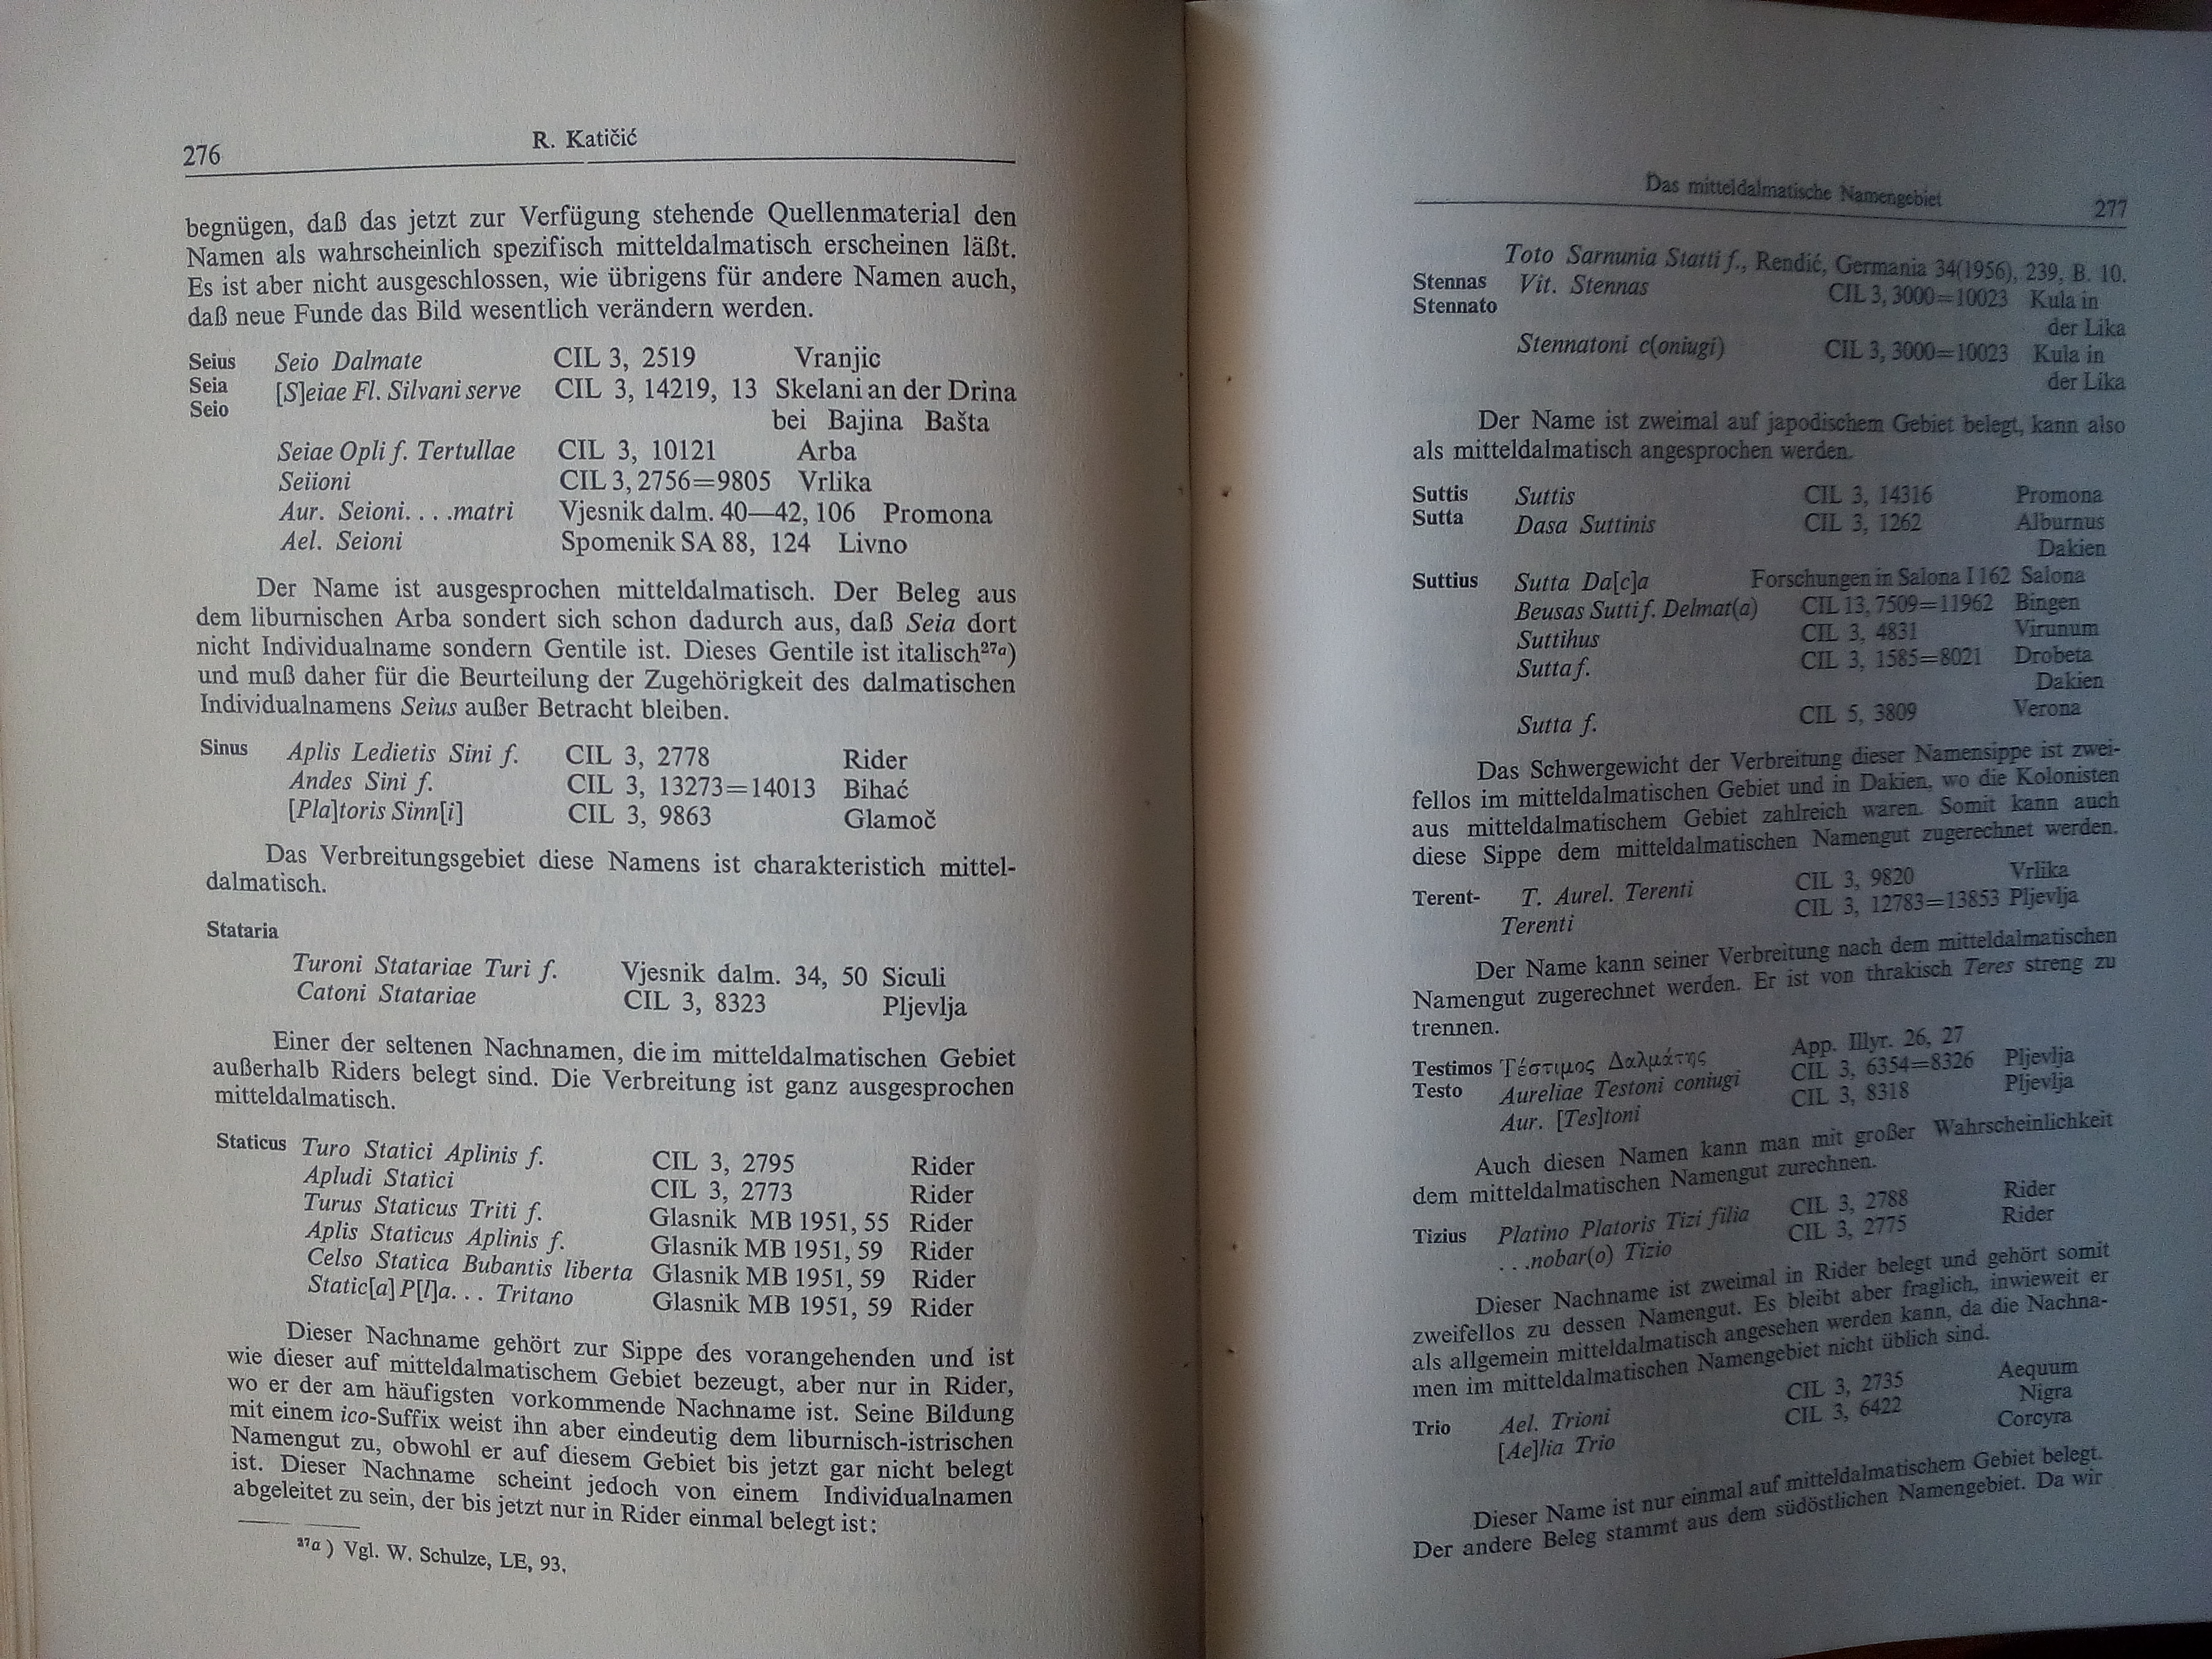 276
R. Katičić
begnügen, daß das jetzt zur Verfügung stehende Quellenmaterial den
Namen als wahrscheinlich spezifisch mitteldalmatisch erscheinen läßt.
Es ist aber nicht ausgeschlossen, wie übrigens für andere Namen auch,
daß neue Funde das Bild wesentlich verändern werden.
Seius Seio Dalmate CIL 3, 2519 Vranjic
Seia [S]eiae Fl. Silvani serve CIL 3, 14219, 13 Skelani an der Drina
Seio bei Bajina Bašta
Seiae Opli f. Tertullae CIL 3, 10121 Arba
Seiioni CIL 3, 2756=9805 Vrlika
Aur. Seioni. . . .matri Vjesnik dalm. 40—42, 106 Promona
Ael. Seioni Spomenik SA 88, 124 Livno
Der Name ist ausgesprochen mitteldalmatisch. Der Beleg aus
dem liburnischen Arba sondert sich schon dadurch aus, daß Seia dort
nicht Individualname sondern Gentile ist. Dieses Gentile ist italisch²⁷ᵃ)
und muß daher für die Beurteilung der Zugehörigkeit des dalmatischen
Individualnamens Seius außer Betracht bleiben.
Sinus Aplis Ledietis Sini f. CIL 3, 2778 Rider
Andes Sini f. CIL 3, 13273=14013 Bihać
[Pla]toris Sinn[i] CIL 3, 9863 Glamoč
Das Verbreitungsgebiet diese Namens ist charakteristich mittel-
dalmatisch.
Stataria
Turoni Statariae Turi f. Vjesnik dalm. 34, 50 Siculi
Catoni Statariae CIL 3, 8323 Pljevlja
Einer der seltenen Nachnamen, die im mitteldalmatischen Gebiet
außerhalb Riders belegt sind. Die Verbreitung ist ganz ausgesprochen
mitteldalmatisch.
Staticus Turo Statici Aplinis f. CIL 3, 2795 Rider
Apludi Statici CIL 3, 2773 Rider
Turus Staticus Triti f. Glasnik MB 1951, 55 Rider
Aplis Staticus Aplinis f. Glasnik MB 1951, 59 Rider
Celso Statica Bubantis liberta Glasnik MB 1951, 59 Rider
Static[a] P[l]a. . . Tritano Glasnik MB 1951, 59 Rider
Dieser Nachname gehört zur Sippe des vorangehenden und ist
wie dieser auf mitteldalmatischem Gebiet bezeugt, aber nur in Rider,
wo er der am häufigsten vorkommende Nachname ist. Seine Bildung
mit einem ico-Suffix weist ihn aber eindeutig dem liburnisch-istrischen
Namengut zu, obwohl er auf diesem Gebiet bis jetzt gar nicht belegt
ist. Dieser Nachname scheint jedoch von einem Individualnamen
abgeleitet zu sein, der bis jetzt nur in Rider einmal belegt ist:
²⁷ᵃ) Vgl. W. Schulze, LE, 93.
Das mitteldalmatische Namengebiet
277
Toto Sarnunia Statti f., Rendić, Germania 34(1956), 239, B. 10.
Stennas Vit. Stennas CIL 3, 3000=10023 Kula in
Stennato der Lika
Stennatoni c(oniugi) CIL 3, 3000=10023 Kula in
der Lika
Der Name ist zweimal auf japodischem Gebiet belegt, kann also
als mitteldalmatisch angesprochen werden.
Suttis Suttis CIL 3, 14316 Promona
Sutta Dasa Suttinis CIL 3, 1262 Alburnus
Dakien
Suttius Sutta Da[c]a Forschungen in Salona I 162 Salona
Beusas Sutti f. Delmat(a) CIL 13, 7509=11962 Bingen
Suttihus CIL 3, 4831 Virunum
Sutta f. CIL 3, 1585=8021 Drobeta
Dakien
Sutta f. CIL 5, 3809 Verona
Das Schwergewicht der Verbreitung dieser Namensippe ist zwei-
fellos im mitteldalmatischen Gebiet und in Dakien, wo die Kolonisten
aus mitteldalmatischem Gebiet zahlreich waren. Somit kann auch
diese Sippe dem mitteldalmatischen Namengut zugerechnet werden.
Terent- T. Aurel. Terenti CIL 3, 9820 Vrlika
Terenti CIL 3, 12783=13853 Pljevlja
Der Name kann seiner Verbreitung nach dem mitteldalmatischen
Namengut zugerechnet werden. Er ist von thrakisch Teres streng zu
trennen.
Testimos Τέστιμος Δαλμάτης App. Illyr. 26, 27
Testo Aureliae Testoni coniugi CIL 3, 6354=8326 Pljevlja
Aur. [Tes]toni CIL 3, 8318 Pljevlja
Auch diesen Namen kann man mit großer Wahrscheinlichkeit
dem mitteldalmatischen Namengut zurechnen.
Tizius Platino Platoris Tizi filia CIL 3, 2788 Rider
. . .nobar(o) Tizio CIL 3, 2775 Rider
Dieser Nachname ist zweimal in Rider belegt und gehört somit
zweifellos zu dessen Namengut. Es bleibt aber fraglich, inwieweit er
als allgemein mitteldalmatisch angesehen werden kann, da die Nachna-
men im mitteldalmatischen Namengebiet nicht üblich sind.
Trio Ael. Trioni CIL 3, 2735 Aequum
[Ae]lia Trio CIL 3, 6422 Nigra
Corcyra
Dieser Name ist nur einmal auf mitteldalmatischem Gebiet belegt.
Der andere Beleg stammt aus dem südöstlichen Namengebiet. Da wir